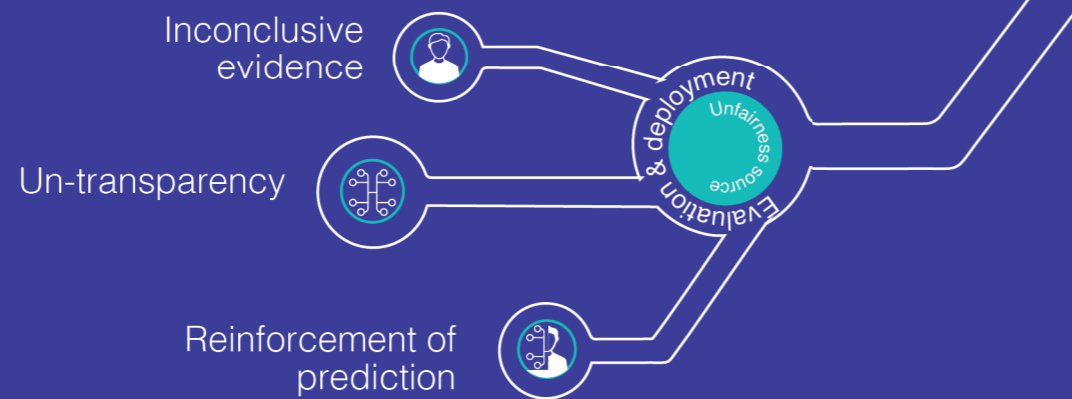 Inconclusive
evidence
Un-transparency
Reinforcement of
prediction
Evaluation & deployment
Unfairness source